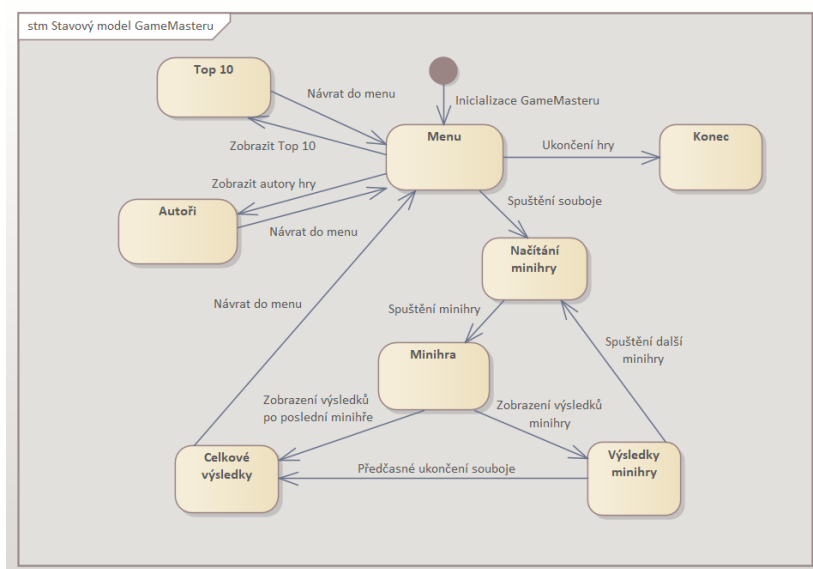 stm Stavový model GameMasteru
Top 10
Návrat do menu
Inicializace GameMasteru
Menu
Ukončení hry
Konec
Zobrazit Top 10
Zobrazit autory hry
Autoři
Návrat do menu
Spuštění souboje
Načítání
minihry
Návrat do menu
Spuštění minihry
Spuštění další
minihry
Minihra
Zobrazení výsledků
po poslední minihře
Zobrazení výsledků
minihry
Celkové
výsledky
Předčasné ukončení souboje
Výsledky
minihry